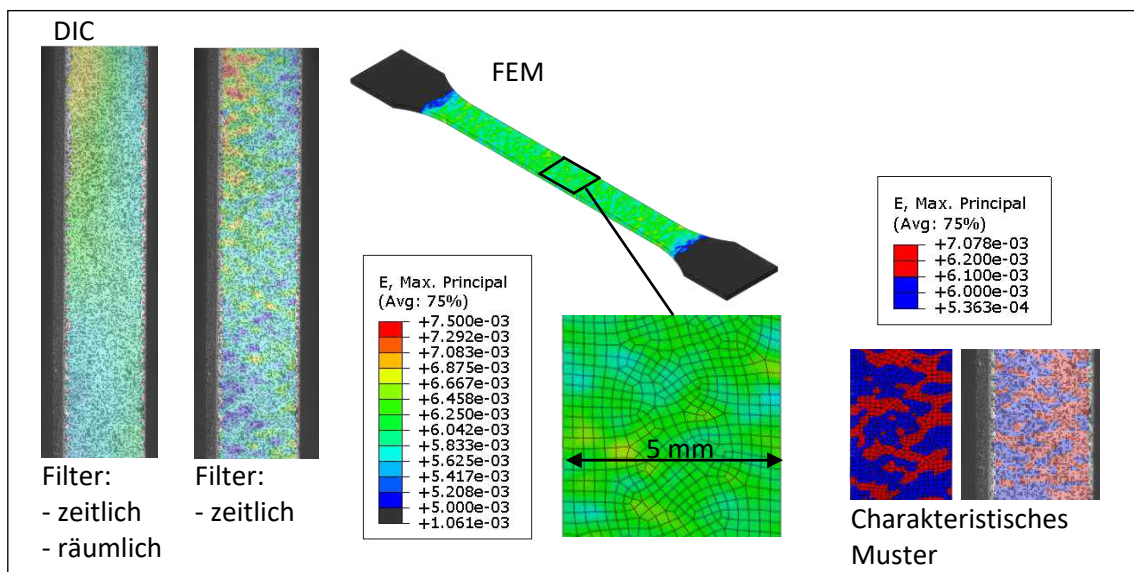 DIC
Filter:
- zeitlich
- räumlich
Filter:
- zeitlich
FEM
E, Max. Principal
(Avg: 75%)
+7.500e-03
+7.292e-03
+7.083e-03
+6.875e-03
+6.667e-03
+6.458e-03
+6.250e-03
+6.042e-03
+5.833e-03
+5.625e-03
+5.417e-03
+5.208e-03
+5.000e-03
+1.061e-03
5 mm
E, Max. Principal
(Avg: 75%)
+7.078e-03
+6.200e-03
+6.100e-03
+6.000e-03
+5.363e-04
Charakteristisches
Muster